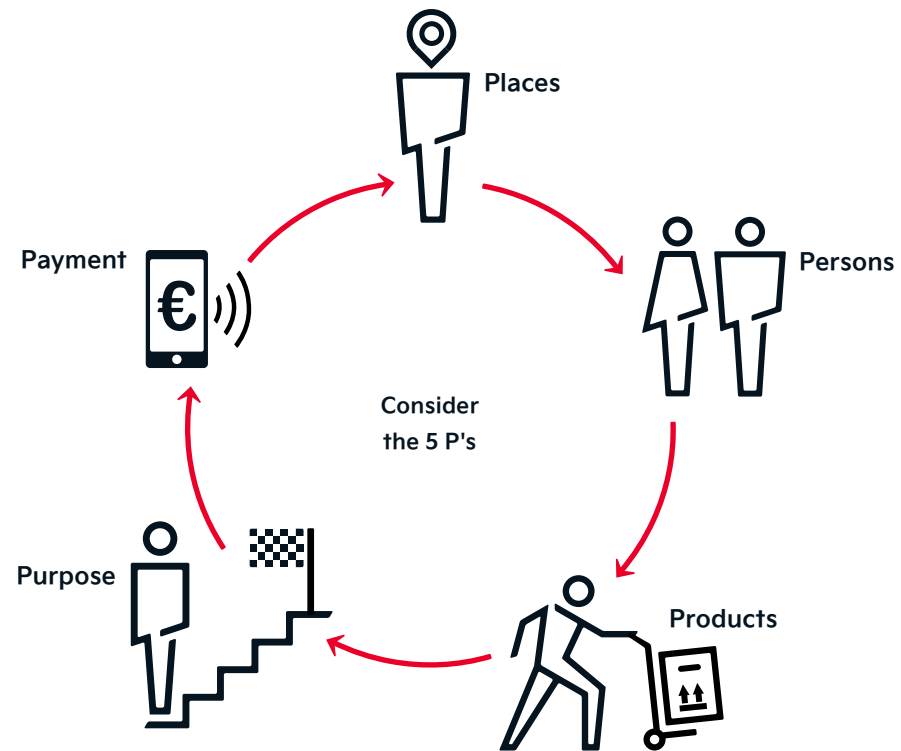 Places
Persons
Products
Purpose
Payment
€
Consider
the 5 P's